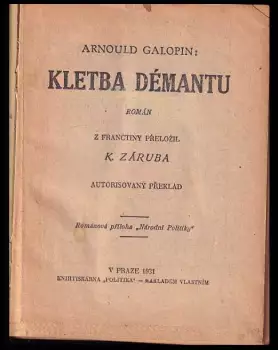 ARNOULD GALOPIN:
KLETBA DÉMANTU
ROMÁN
Z FRANCTINY PŘELOŽIL
K. ZÁRUBA
AUTORISOVANÝ PŘEKLAD
Románová příloha „Národní Politiky“
V PRAZE 1931
KNIHTISKÁRNA „POLITIKA“ — NÁKLADEM VLASTNÍM